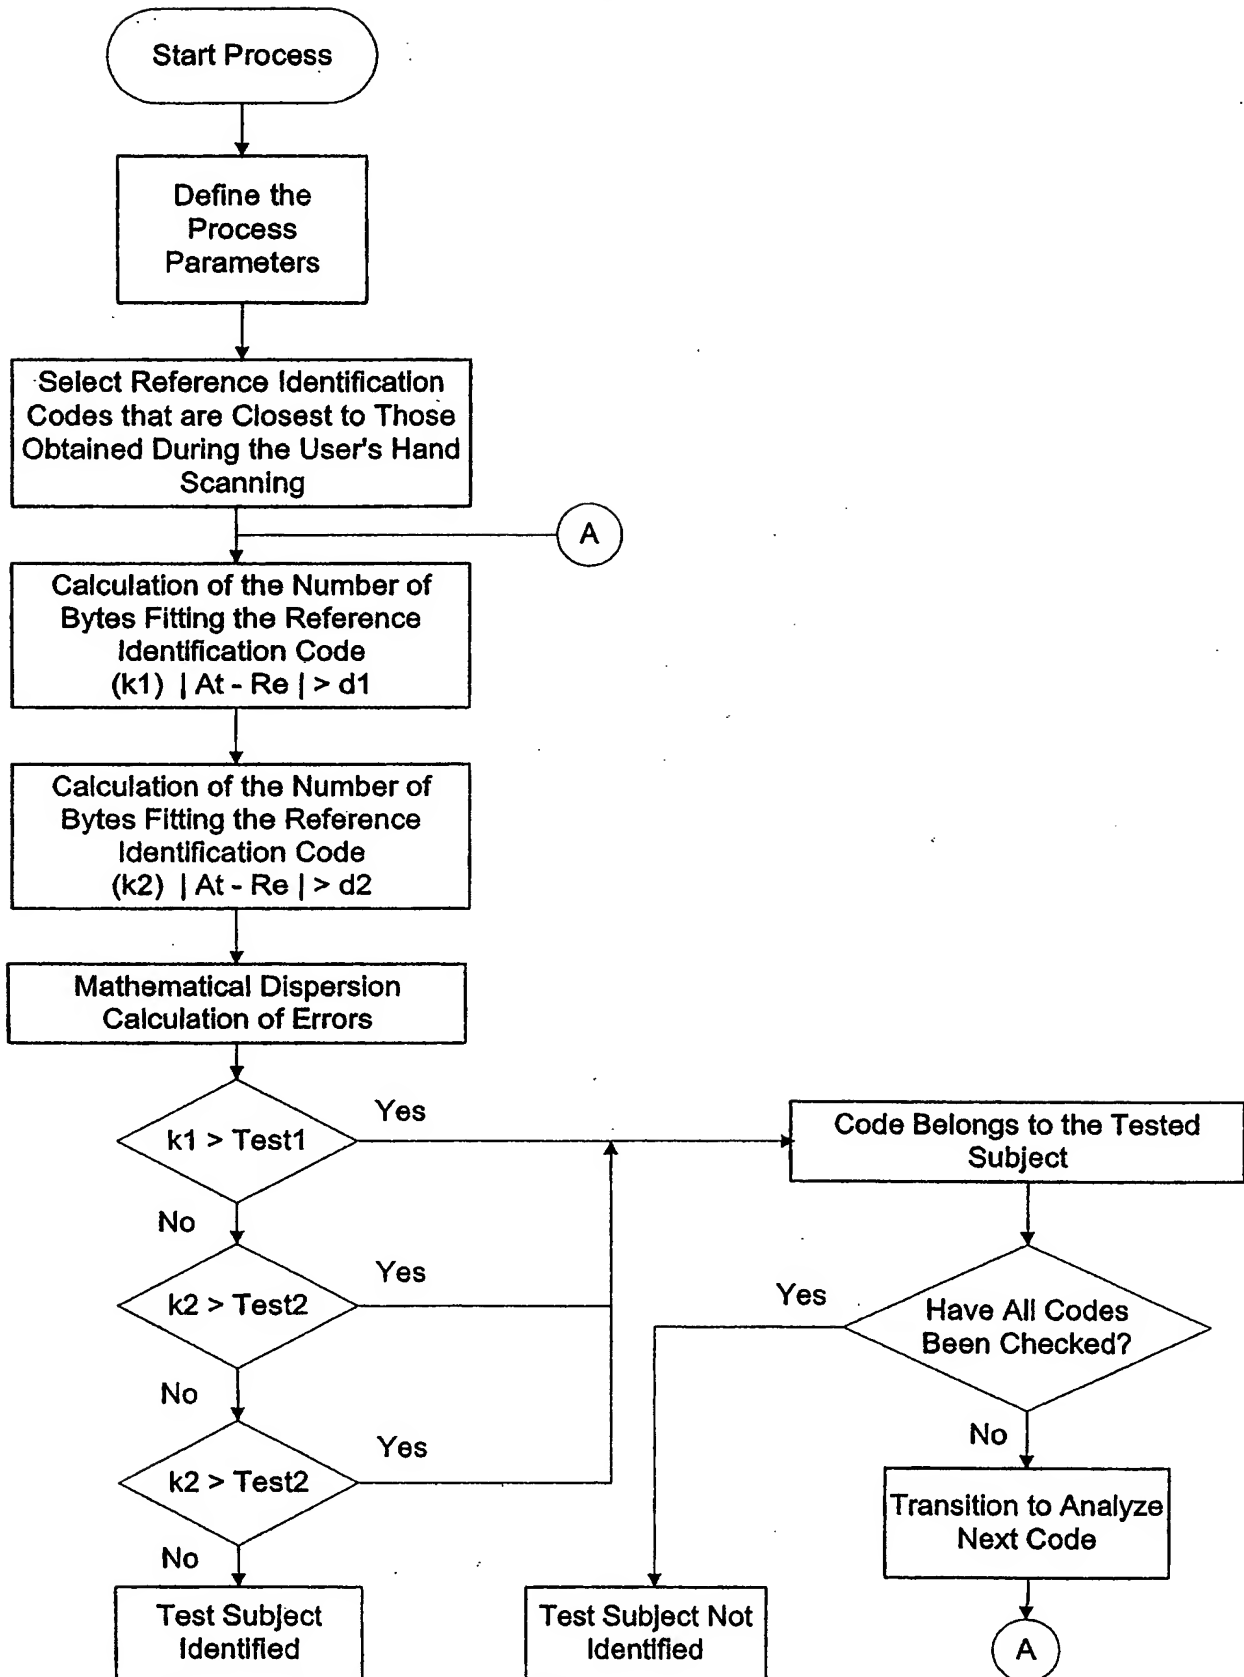 Start Process
Define the
Process
Parameters
Select Reference Identification
Codes that are Closest to Those
Obtained During the User's Hand
Scanning
A
Calculation of the Number of
Bytes Fitting the Reference
Identification Code
(k1) | At - Re | > d1
Calculation of the Number of
Bytes Fitting the Reference
Identification Code
(k2) | At - Re | > d2
Mathematical Dispersion
Calculation of Errors
k1 > Test1
Yes
No
k2 > Test2
Yes
No
k2 > Test2
Yes
No
Test Subject
Identified
Code Belongs to the Tested
Subject
Have All Codes
Been Checked?
Yes
No
Test Subject Not
Identified
Transition to Analyze
Next Code
A